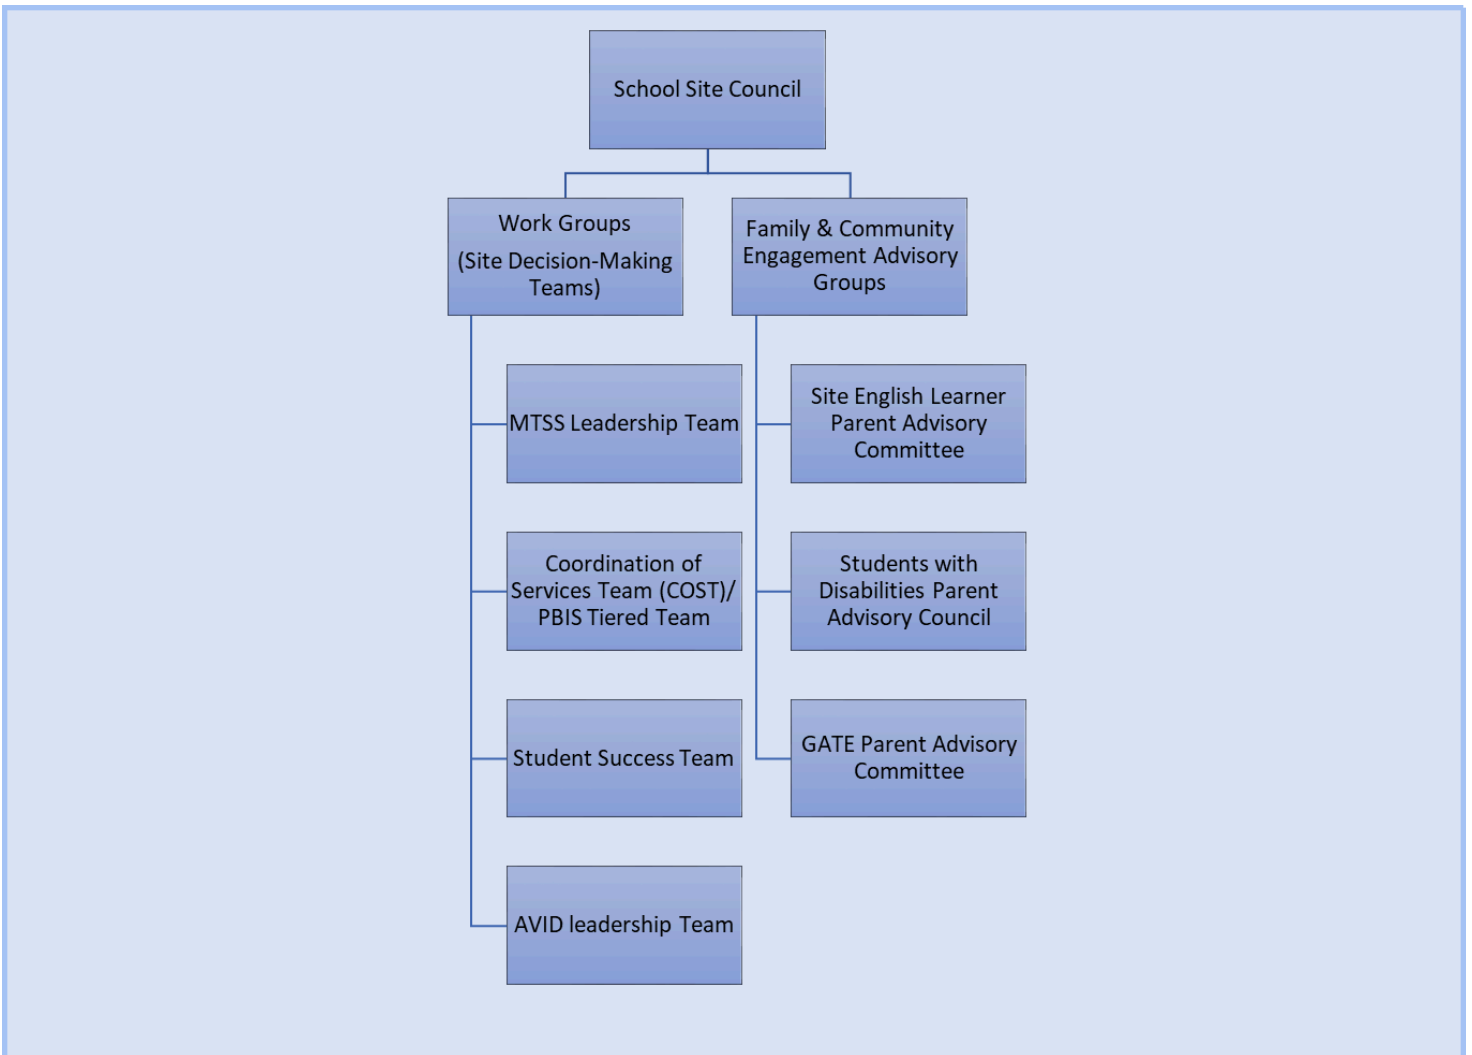 School Site Council
Work Groups
(Site Decision-Making
Teams)
Family & Community
Engagement Advisory
Groups
MTSS Leadership Team
Coordination of
Services Team (COST)/
PBIS Tiered Team
Student Success Team
AVID leadership Team
Site English Learner
Parent Advisory
Committee
Students with
Disabilities Parent
Advisory Council
GATE Parent Advisory
Committee